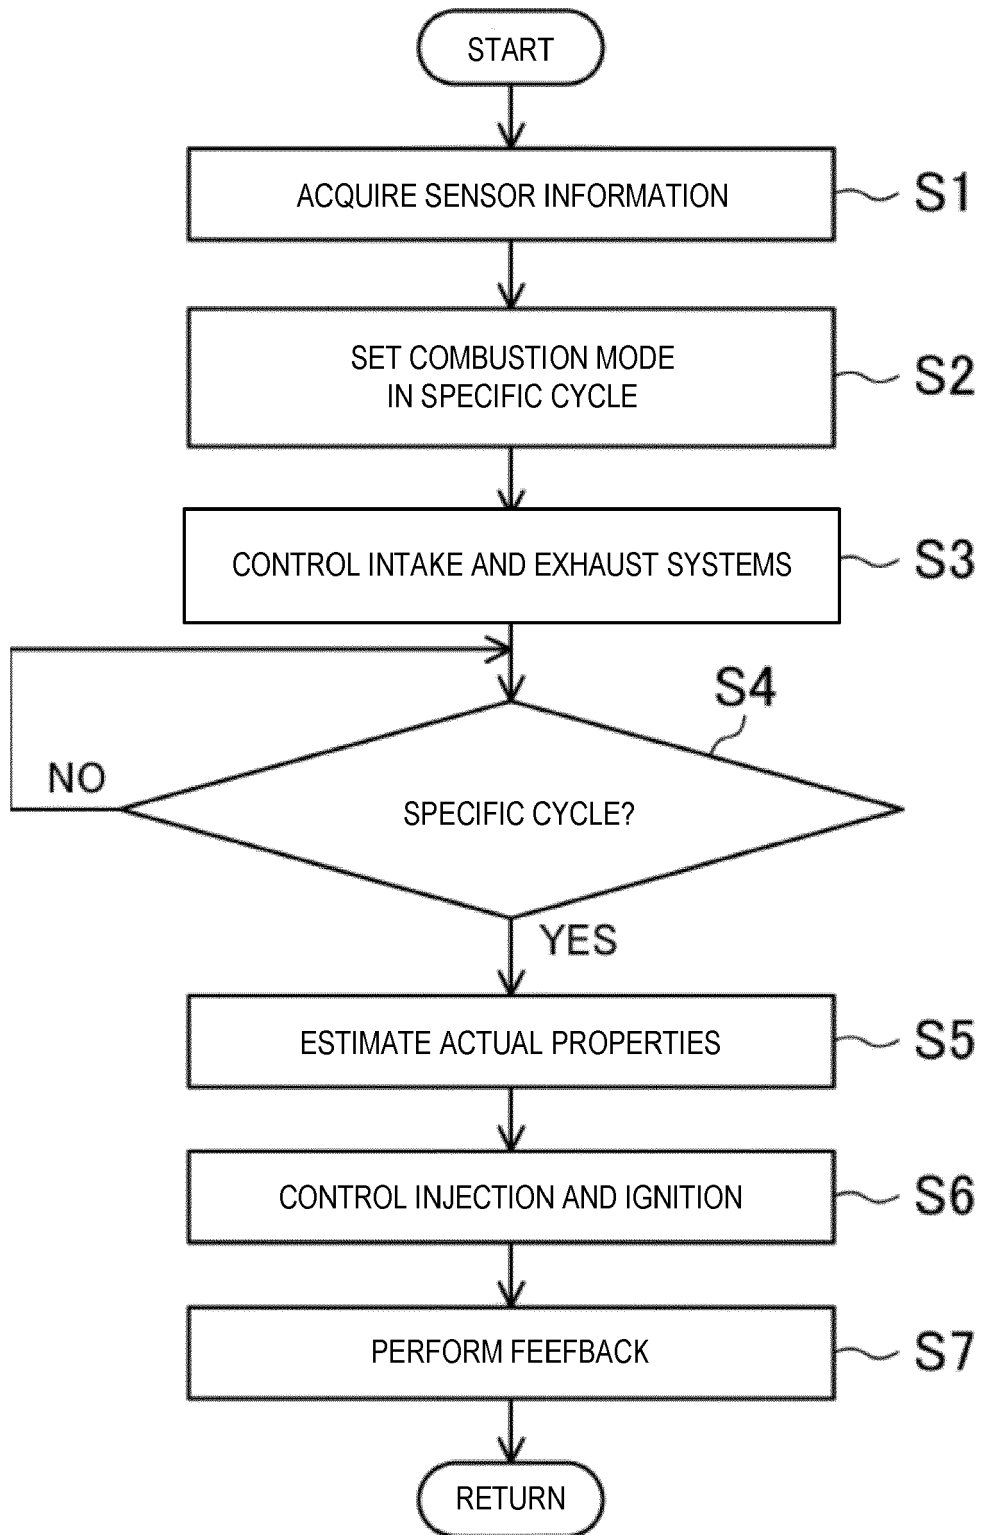 START
ACQUIRE SENSOR INFORMATION
S1
SET COMBUSTION MODE
IN SPECIFIC CYCLE
S2
CONTROL INTAKE AND EXHAUST SYSTEMS
S3
S4
NO
SPECIFIC CYCLE?
YES
ESTIMATE ACTUAL PROPERTIES
S5
CONTROL INJECTION AND IGNITION
S6
PERFORM FEEFBACK
S7
RETURN